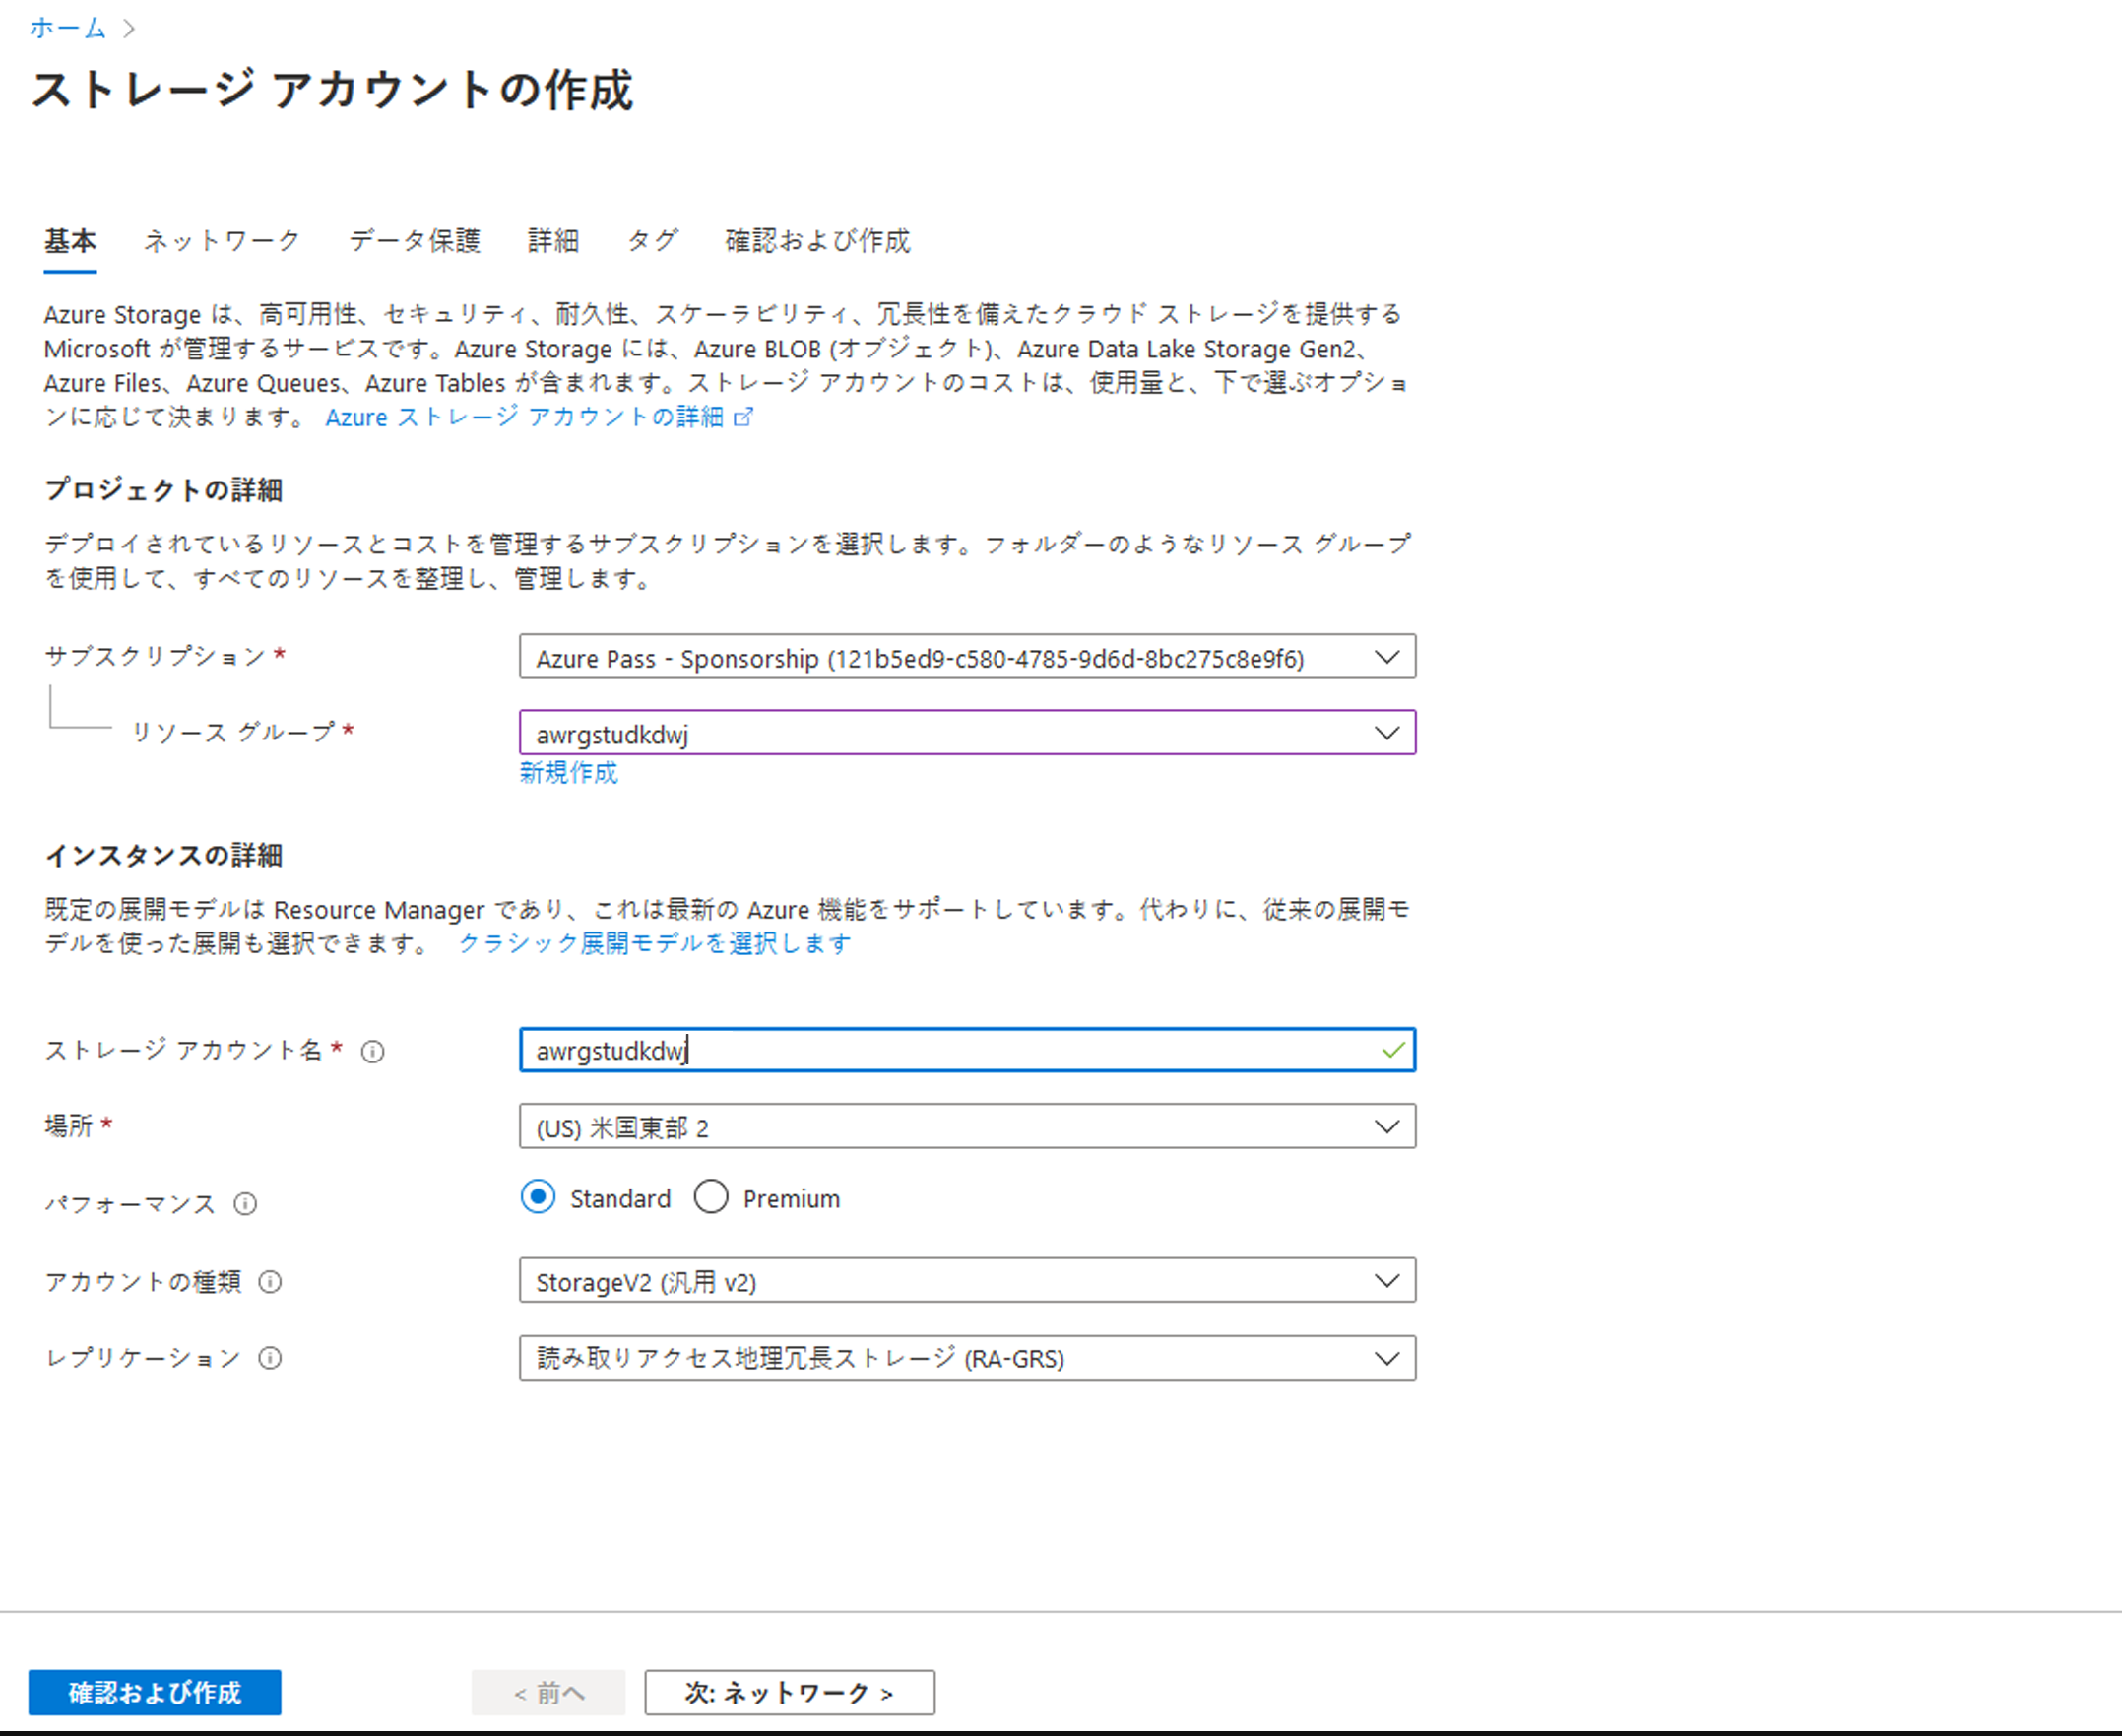 ホーム >
ストレージ アカウントの作成
基本 ネットワーク データ保護 詳細 タグ 確認および作成
Azure Storage は、高可用性、セキュリティ、耐久性、スケーラビリティ、冗長性を備えたクラウド ストレージを提供する
Microsoft が管理するサービスです。Azure Storage には、Azure BLOB (オブジェクト)、Azure Data Lake Storage Gen2、
Azure Files、Azure Queues、Azure Tables が含まれます。ストレージ アカウントのコストは、使用量と、下で選ぶオプショ
ンに応じて決まります。 Azure ストレージ アカウントの詳細
プロジェクトの詳細
デプロイされているリソースとコストを管理するサブスクリプションを選択します。フォルダーのようなリソース グループ
を使用して、すべてのリソースを整理し、管理します。
サブスクリプション * Azure Pass - Sponsorship (121b5ed9-c580-4785-9d6d-8bc275c8e9f6)
リソース グループ * awrgstudkdwj
新規作成
インスタンスの詳細
既定の展開モデルは Resource Manager であり、これは最新の Azure 機能をサポートしています。代わりに、従来の展開モ
デルを使った展開も選択できます。 クラシック展開モデルを選択します
ストレージ アカウント名 * awrgstudkdwj
場所 * (US) 米国東部 2
パフォーマンス Standard Premium
アカウントの種類 StorageV2 (汎用 v2)
レプリケーション 読み取りアクセス地理冗長ストレージ (RA-GRS)
確認および作成 < 前へ 次: ネットワーク >